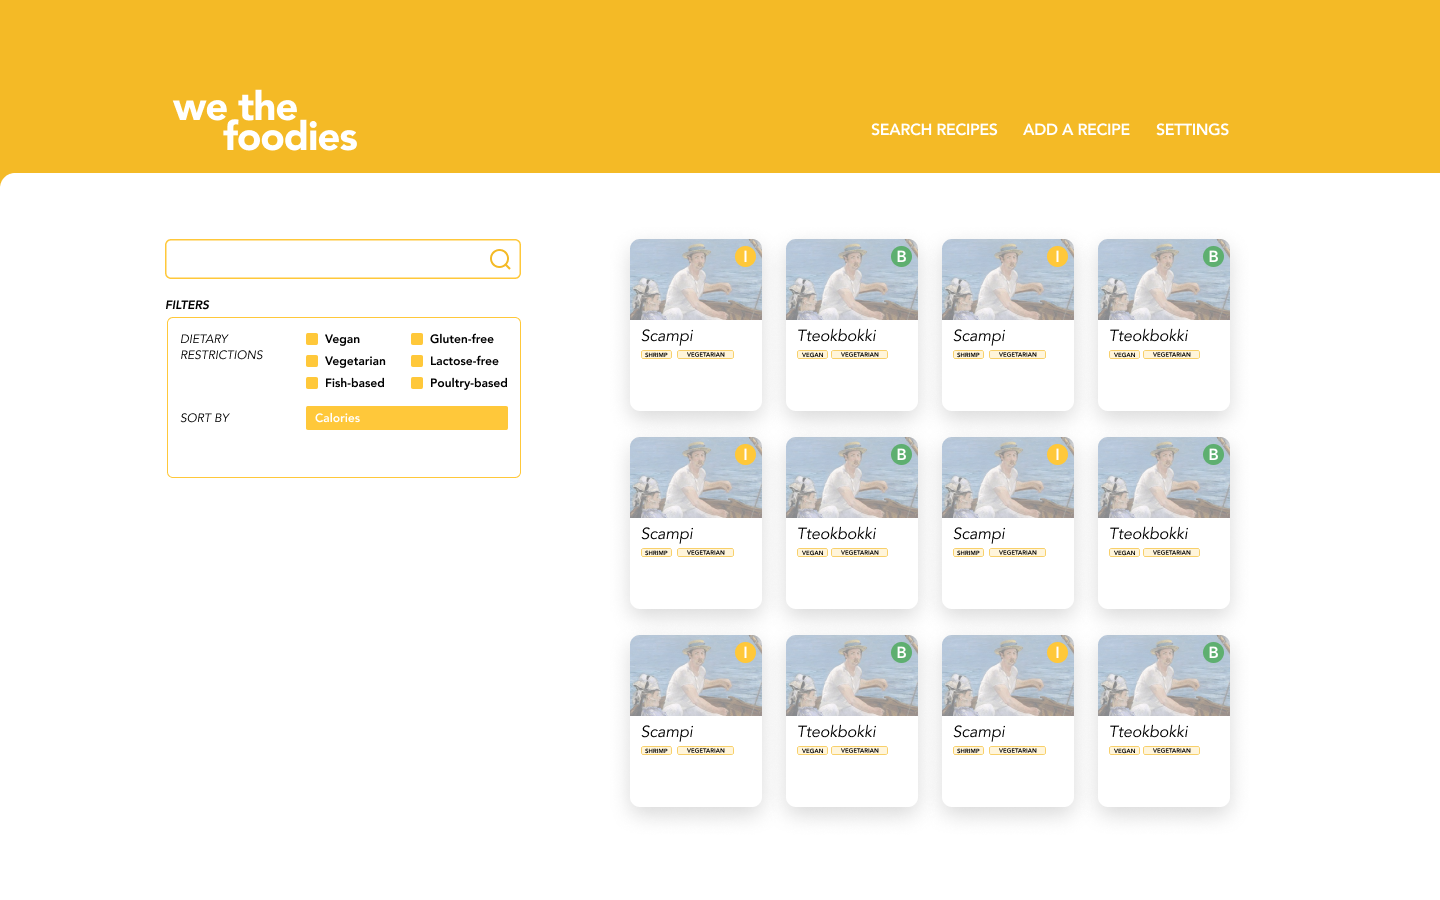 we the
foodies
SEARCH RECIPES ADD A RECIPE SETTINGS
FILTERS
DIETARY
RESTRICTIONS
Vegan Gluten-free
Vegetarian Lactose-free
Fish-based Poultry-based
SORT BY Calories
I B I B
Scampi Tteokbokki Scampi Tteokbokki
SHRIMP VEGETARIAN VEGAN VEGETARIAN SHRIMP VEGETARIAN VEGAN VEGETARIAN
I B I B
Scampi Tteokbokki Scampi Tteokbokki
SHRIMP VEGETARIAN VEGAN VEGETARIAN SHRIMP VEGETARIAN VEGAN VEGETARIAN
I B I B
Scampi Tteokbokki Scampi Tteokbokki
SHRIMP VEGETARIAN VEGAN VEGETARIAN SHRIMP VEGETARIAN VEGAN VEGETARIAN